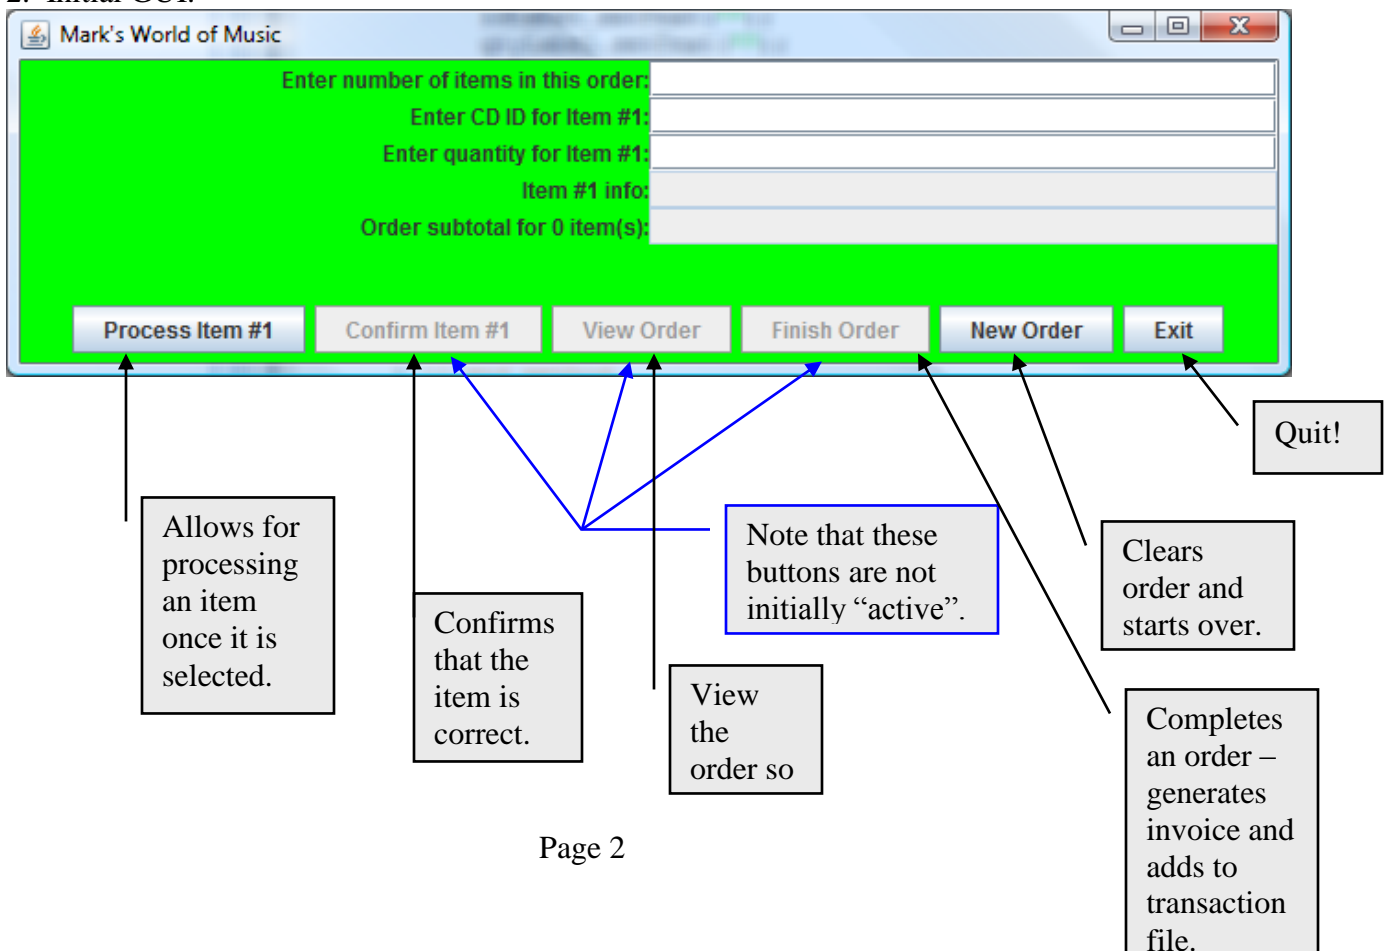 2. Initial GUI:
Mark's World of Music
Enter number of items in this order:
Enter CD ID for Item #1:
Enter quantity for Item #1:
Item #1 info:
Order subtotal for 0 item(s):
Process Item #1
Confirm Item #1
View Order
Finish Order
New Order
Exit
Quit!
Allows for
processing
an item
once it is
selected.
Confirms
that the
item is
correct.
View
the
order so
Note that these
buttons are not
initially “active”.
Clears
order and
starts over.
Completes
an order –
generates
invoice and
adds to
transaction
file.
Page 2